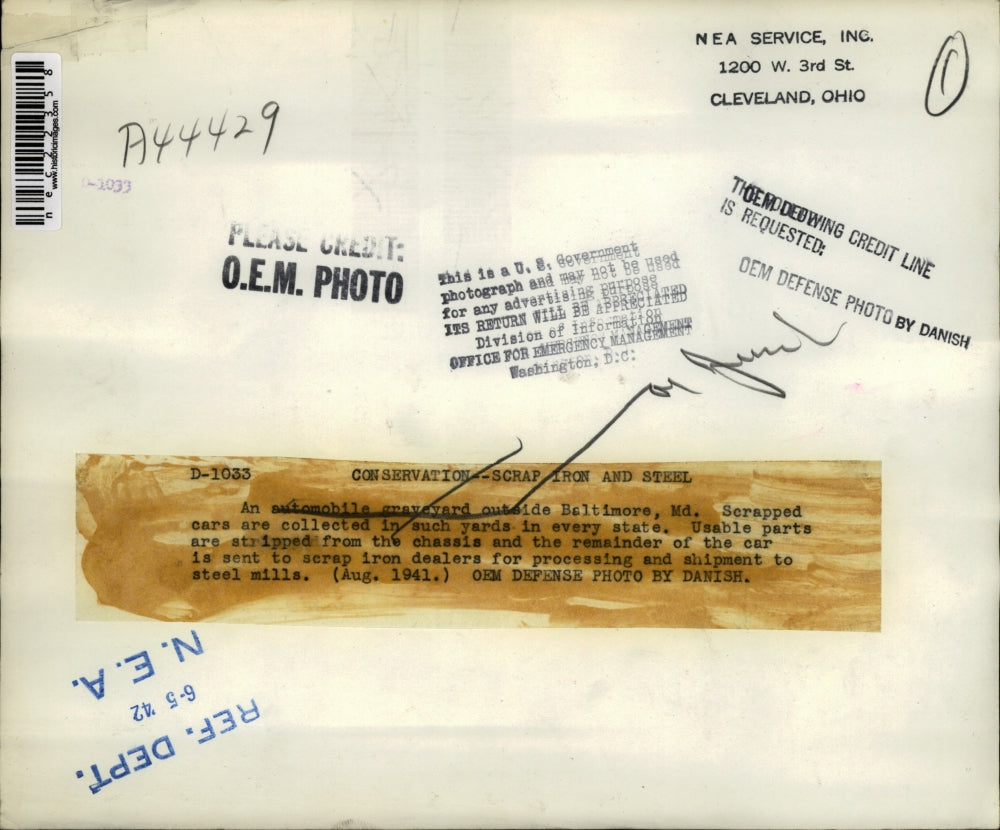 NEA SERVICE, INC.
1200 W. 3rd St.
CLEVELAND, OHIO
nec22358
www.historicimages.com
A44429
D-1033
PLEASE CREDIT:
O.E.M. PHOTO
This is a U. S. Government
photograph and may not be used
for any advertising purpose
ITS RETURN WILL BE APPRECIATED
Division of Information
OFFICE FOR EMERGENCY MANAGEMENT
Washington, D.C.
THE FOLLOWING CREDIT LINE
IS REQUESTED:
OEM DEFENSE PHOTO BY DANISH
D-1033 CONSERVATION--SCRAP IRON AND STEEL
An automobile graveyard outside Baltimore, Md. Scrapped
cars are collected in such yards in every state. Usable parts
are stripped from the chassis and the remainder of the car
is sent to scrap iron dealers for processing and shipment to
steel mills. (Aug. 1941.) OEM DEFENSE PHOTO BY DANISH.
REF. DEPT.
6-5 '42
N.E.A.